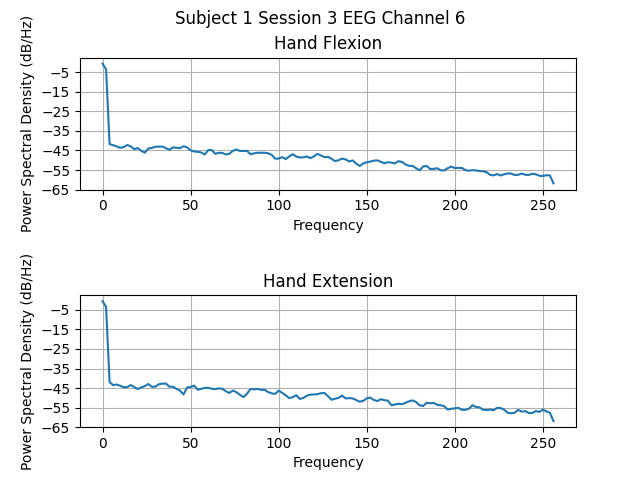 Subject 1 Session 3 EEG Channel 6
Hand Flexion
Power Spectral Density (dB/Hz)
−5
−15
−25
−35
−45
−55
−65
0 50 100 150 200 250
Frequency
Hand Extension
Power Spectral Density (dB/Hz)
−5
−15
−25
−35
−45
−55
−65
0 50 100 150 200 250
Frequency